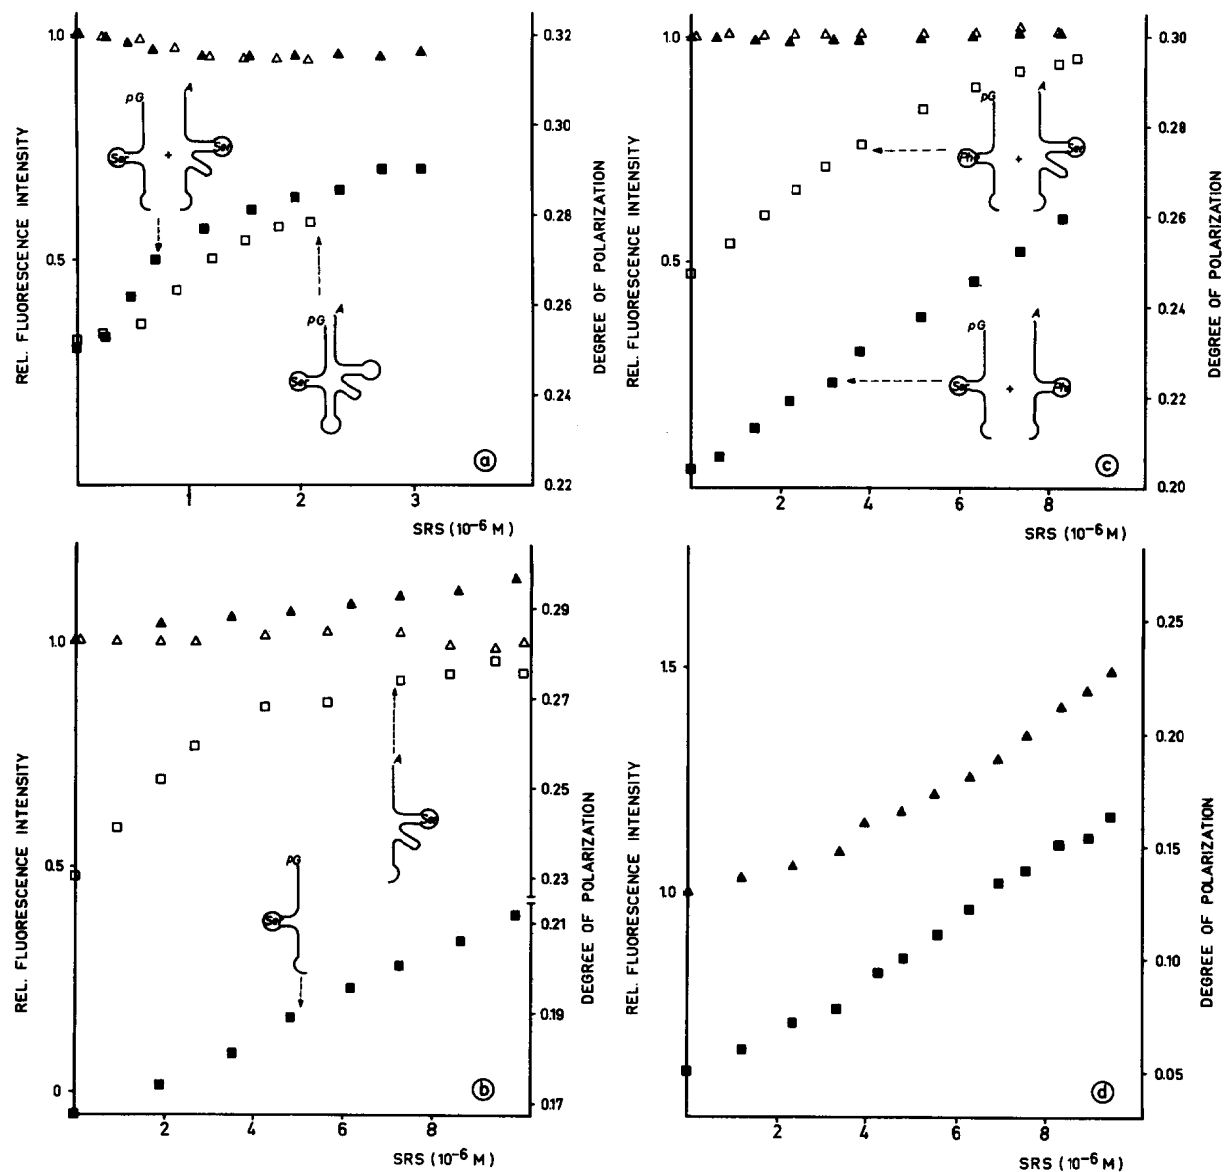 1.0
0.5
REL. FLUORESCENCE INTENSITY
pG
A
Ser
+
Ser
pG
A
Ser
a
0.32
0.30
0.28
0.26
0.24
0.22
DEGREE OF POLARIZATION
1
2
3
SRS (10⁻⁶ M)
1.0
0.5
REL. FLUORESCENCE INTENSITY
pG
A
Phe
+
Ser
pG
A
Ser
+
Phe
c
0.30
0.28
0.26
0.24
0.22
0.20
DEGREE OF POLARIZATION
2
4
6
8
SRS (10⁻⁶ M)
1.0
0.5
0
REL. FLUORESCENCE INTENSITY
A
Ser
pG
Ser
b
0.29
0.27
0.25
0.23
0.21
0.19
0.17
DEGREE OF POLARIZATION
2
4
6
8
SRS (10⁻⁶ M)
1.5
1.0
REL. FLUORESCENCE INTENSITY
d
0.25
0.20
0.15
0.10
0.05
DEGREE OF POLARIZATION
2
4
6
8
SRS (10⁻⁶ M)